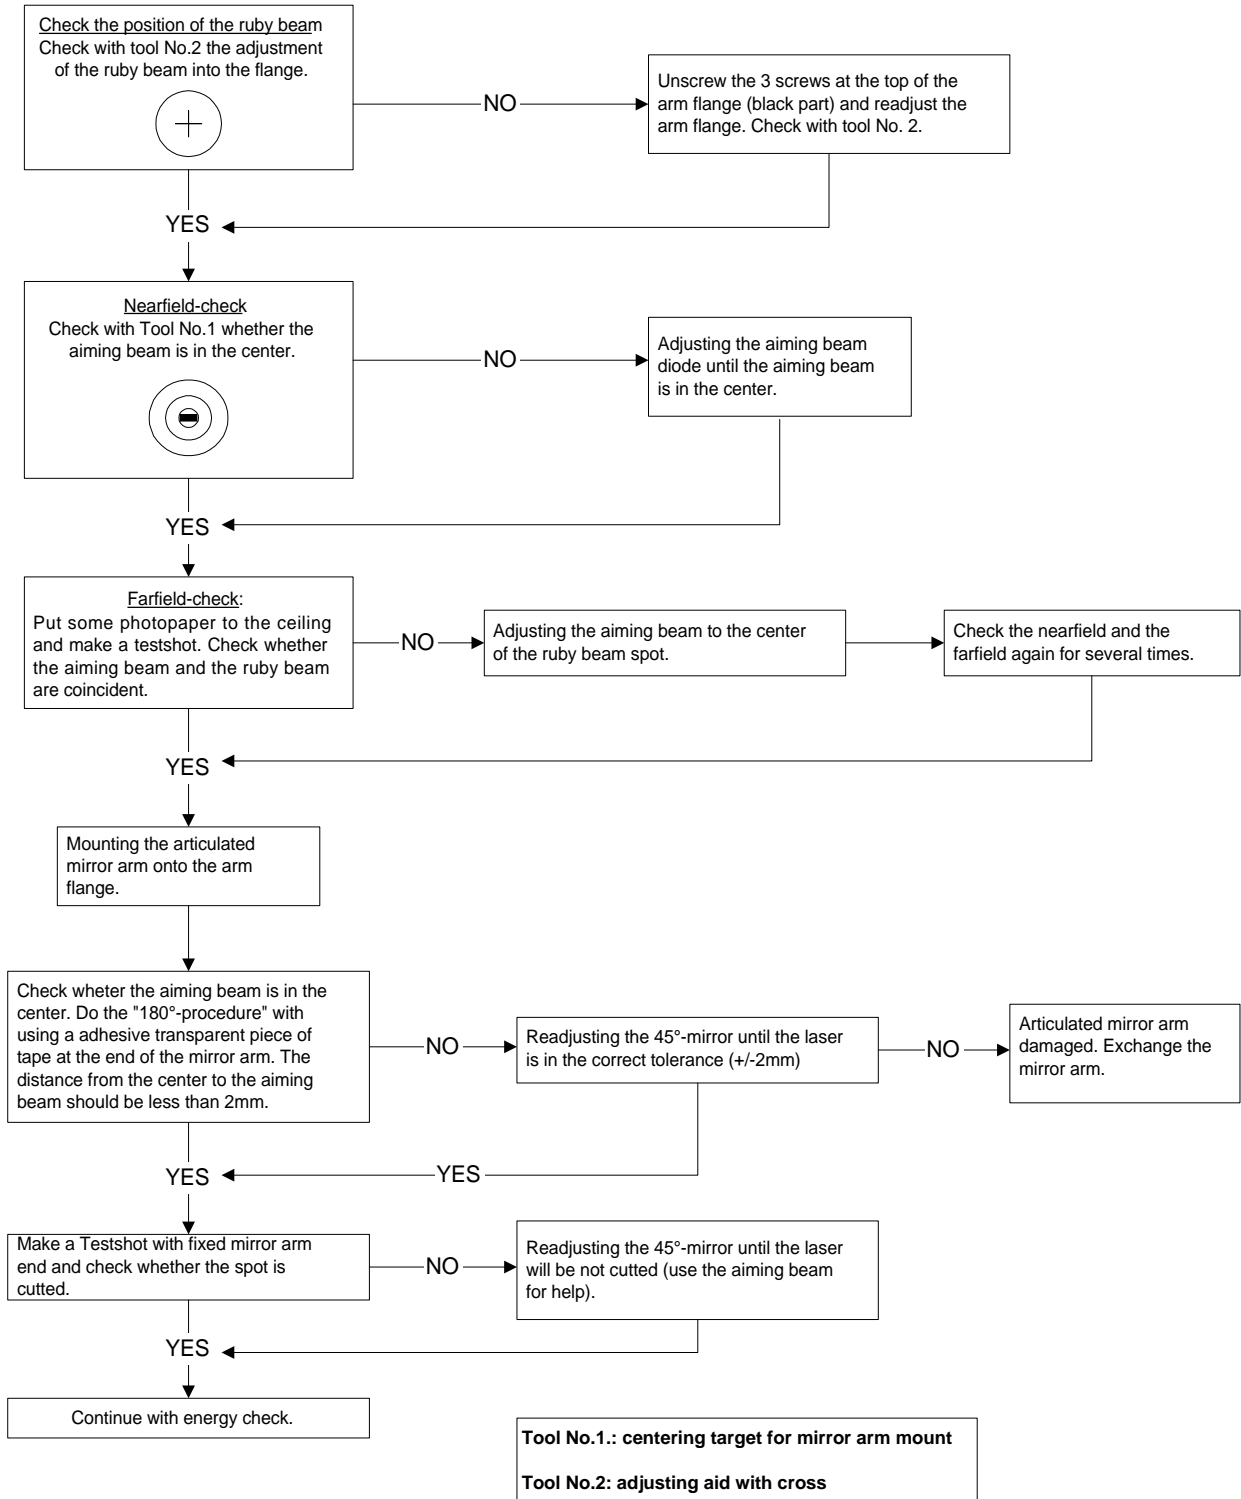 Check the position of the ruby beam
Check with tool No.2 the adjustment
of the ruby beam into the flange.
NO
Unscrew the 3 screws at the top of the
arm flange (black part) and readjust the
arm flange. Check with tool No. 2.
YES
Nearfield-check
Check with Tool No.1 whether the
aiming beam is in the center.
NO
Adjusting the aiming beam
diode until the aiming beam
is in the center.
YES
Farfield-check:
Put some photopaper to the ceiling
and make a testshot. Check whether
the aiming beam and the ruby beam
are coincident.
NO
Adjusting the aiming beam to the center
of the ruby beam spot.
Check the nearfield and the
farfield again for several times.
YES
Mounting the articulated
mirror arm onto the arm
flange.
Check wheter the aiming beam is in the
center. Do the "180°-procedure" with
using a adhesive transparent piece of
tape at the end of the mirror arm. The
distance from the center to the aiming
beam should be less than 2mm.
NO
Readjusting the 45°-mirror until the laser
is in the correct tolerance (+/-2mm)
NO
Articulated mirror arm
damaged. Exchange the
mirror arm.
YES
YES
Make a Testshot with fixed mirror arm
end and check whether the spot is
cutted.
NO
Readjusting the 45°-mirror until the laser
will be not cutted (use the aiming beam
for help).
YES
Continue with energy check.
Tool No.1.: centering target for mirror arm mount
Tool No.2: adjusting aid with cross